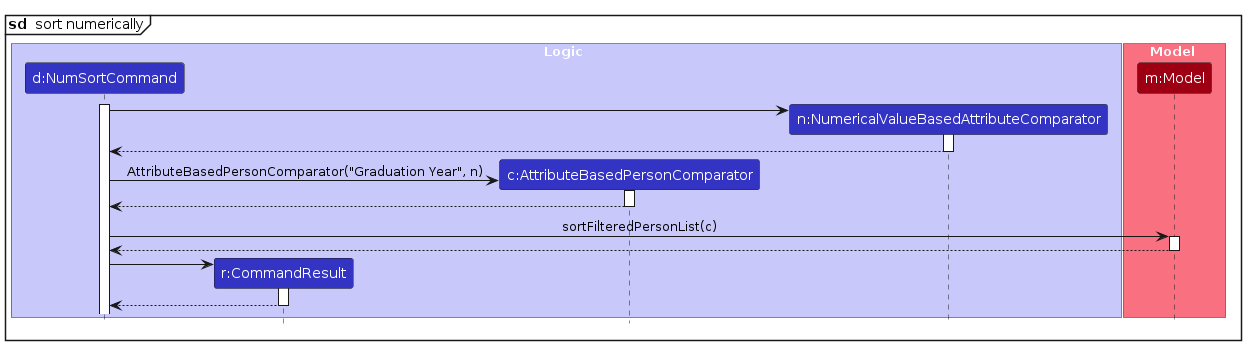 sd sort numerically
Logic
Model
d:NumSortCommand
m:Model
n:NumericalValueBasedAttributeComparator
AttributeBasedPersonComparator("Graduation Year", n)
c:AttributeBasedPersonComparator
sortFilteredPersonList(c)
r:CommandResult